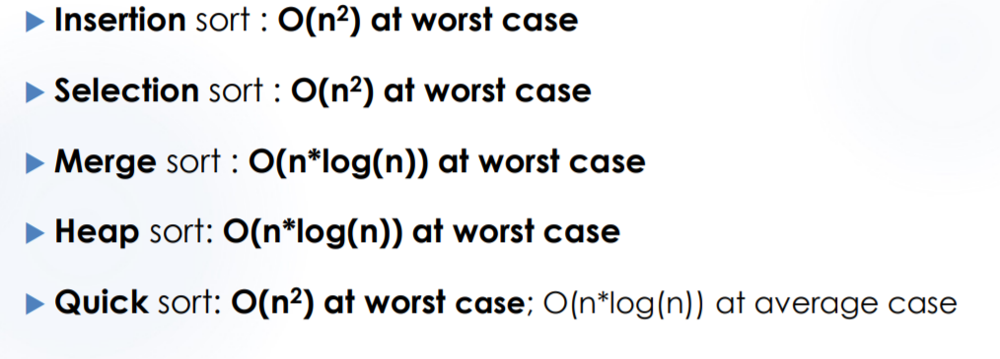 ▶ Insertion sort : O(n²) at worst case
▶ Selection sort : O(n²) at worst case
▶ Merge sort : O(n*log(n)) at worst case
▶ Heap sort: O(n*log(n)) at worst case
▶ Quick sort: O(n²) at worst case; O(n*log(n)) at average case